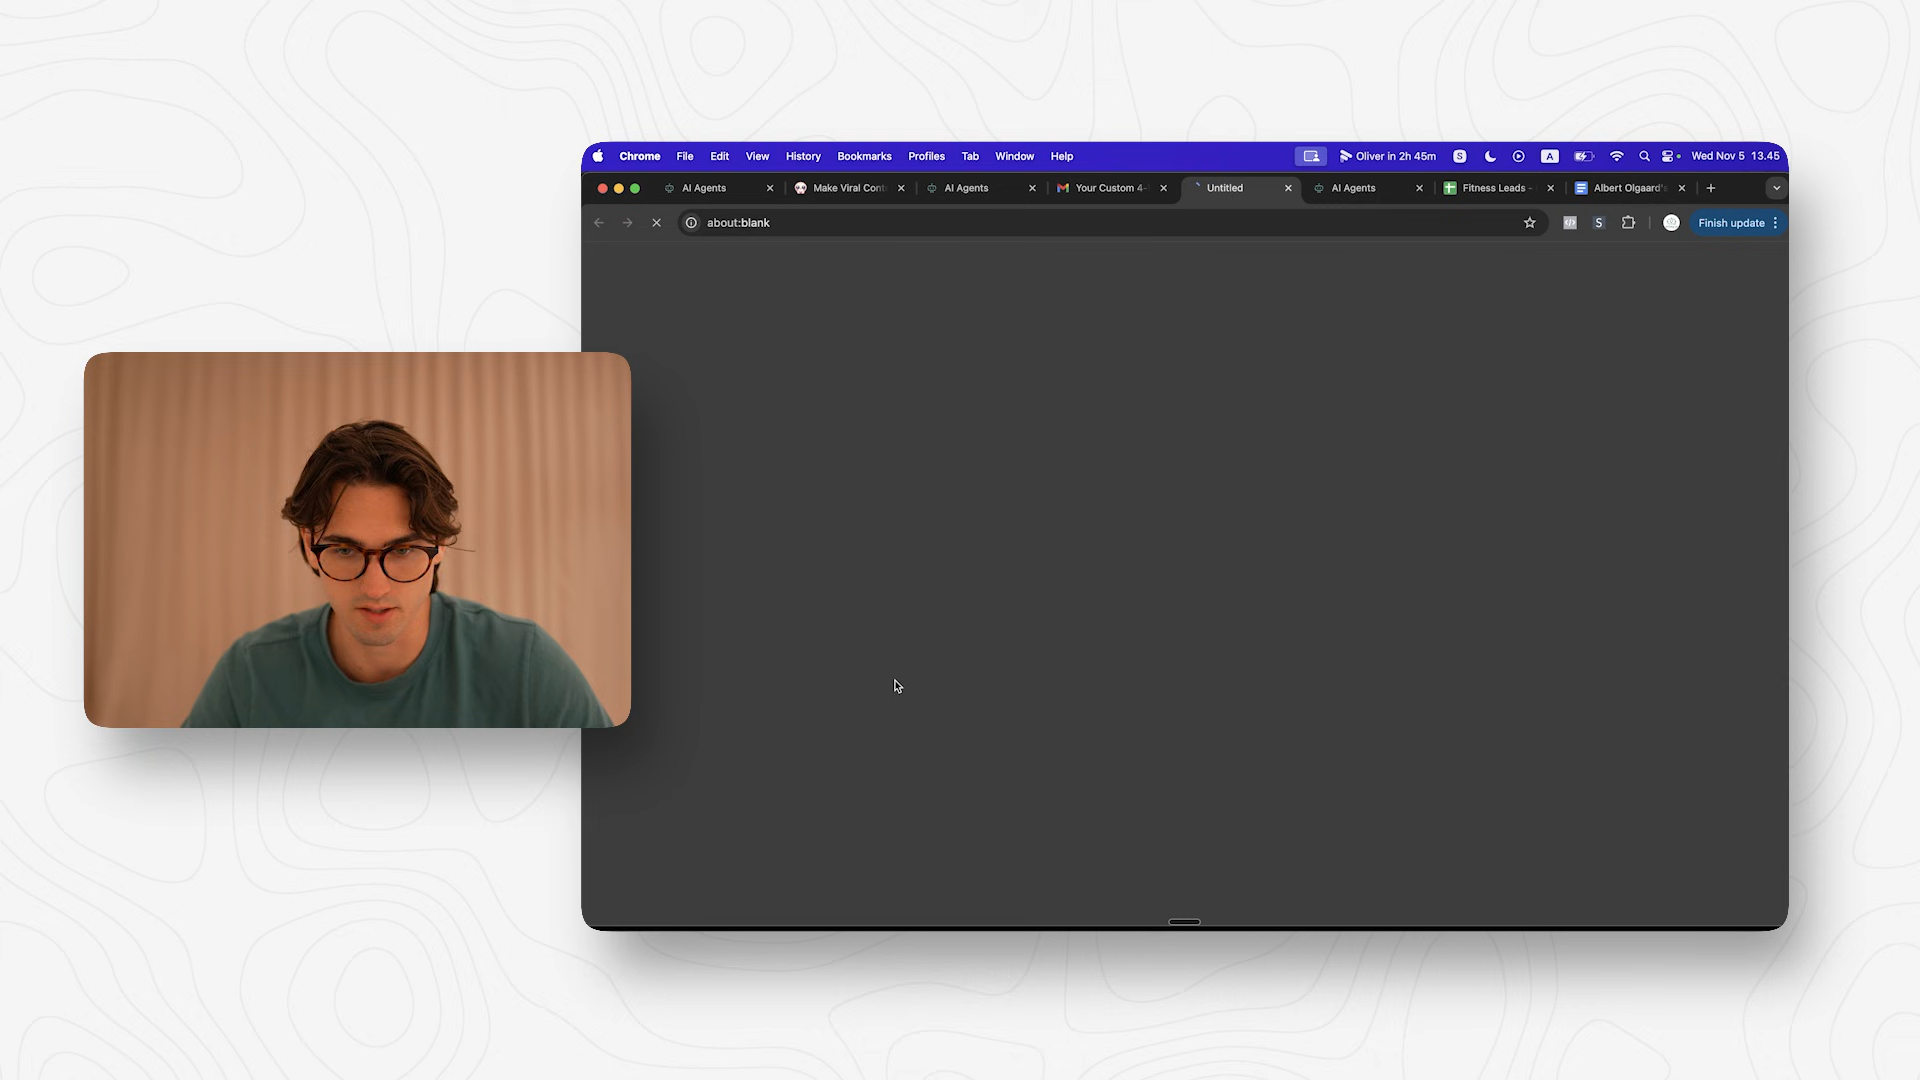 Chrome File Edit View History Bookmarks Profiles Tab Window Help Oliver in 2h 45m S A Wed Nov 5 13.45
AI Agents Make Viral Cont AI Agents Your Custom 4- Untitled AI Agents Fitness Leads - Albert Olgaard's
about:blank S Finish update